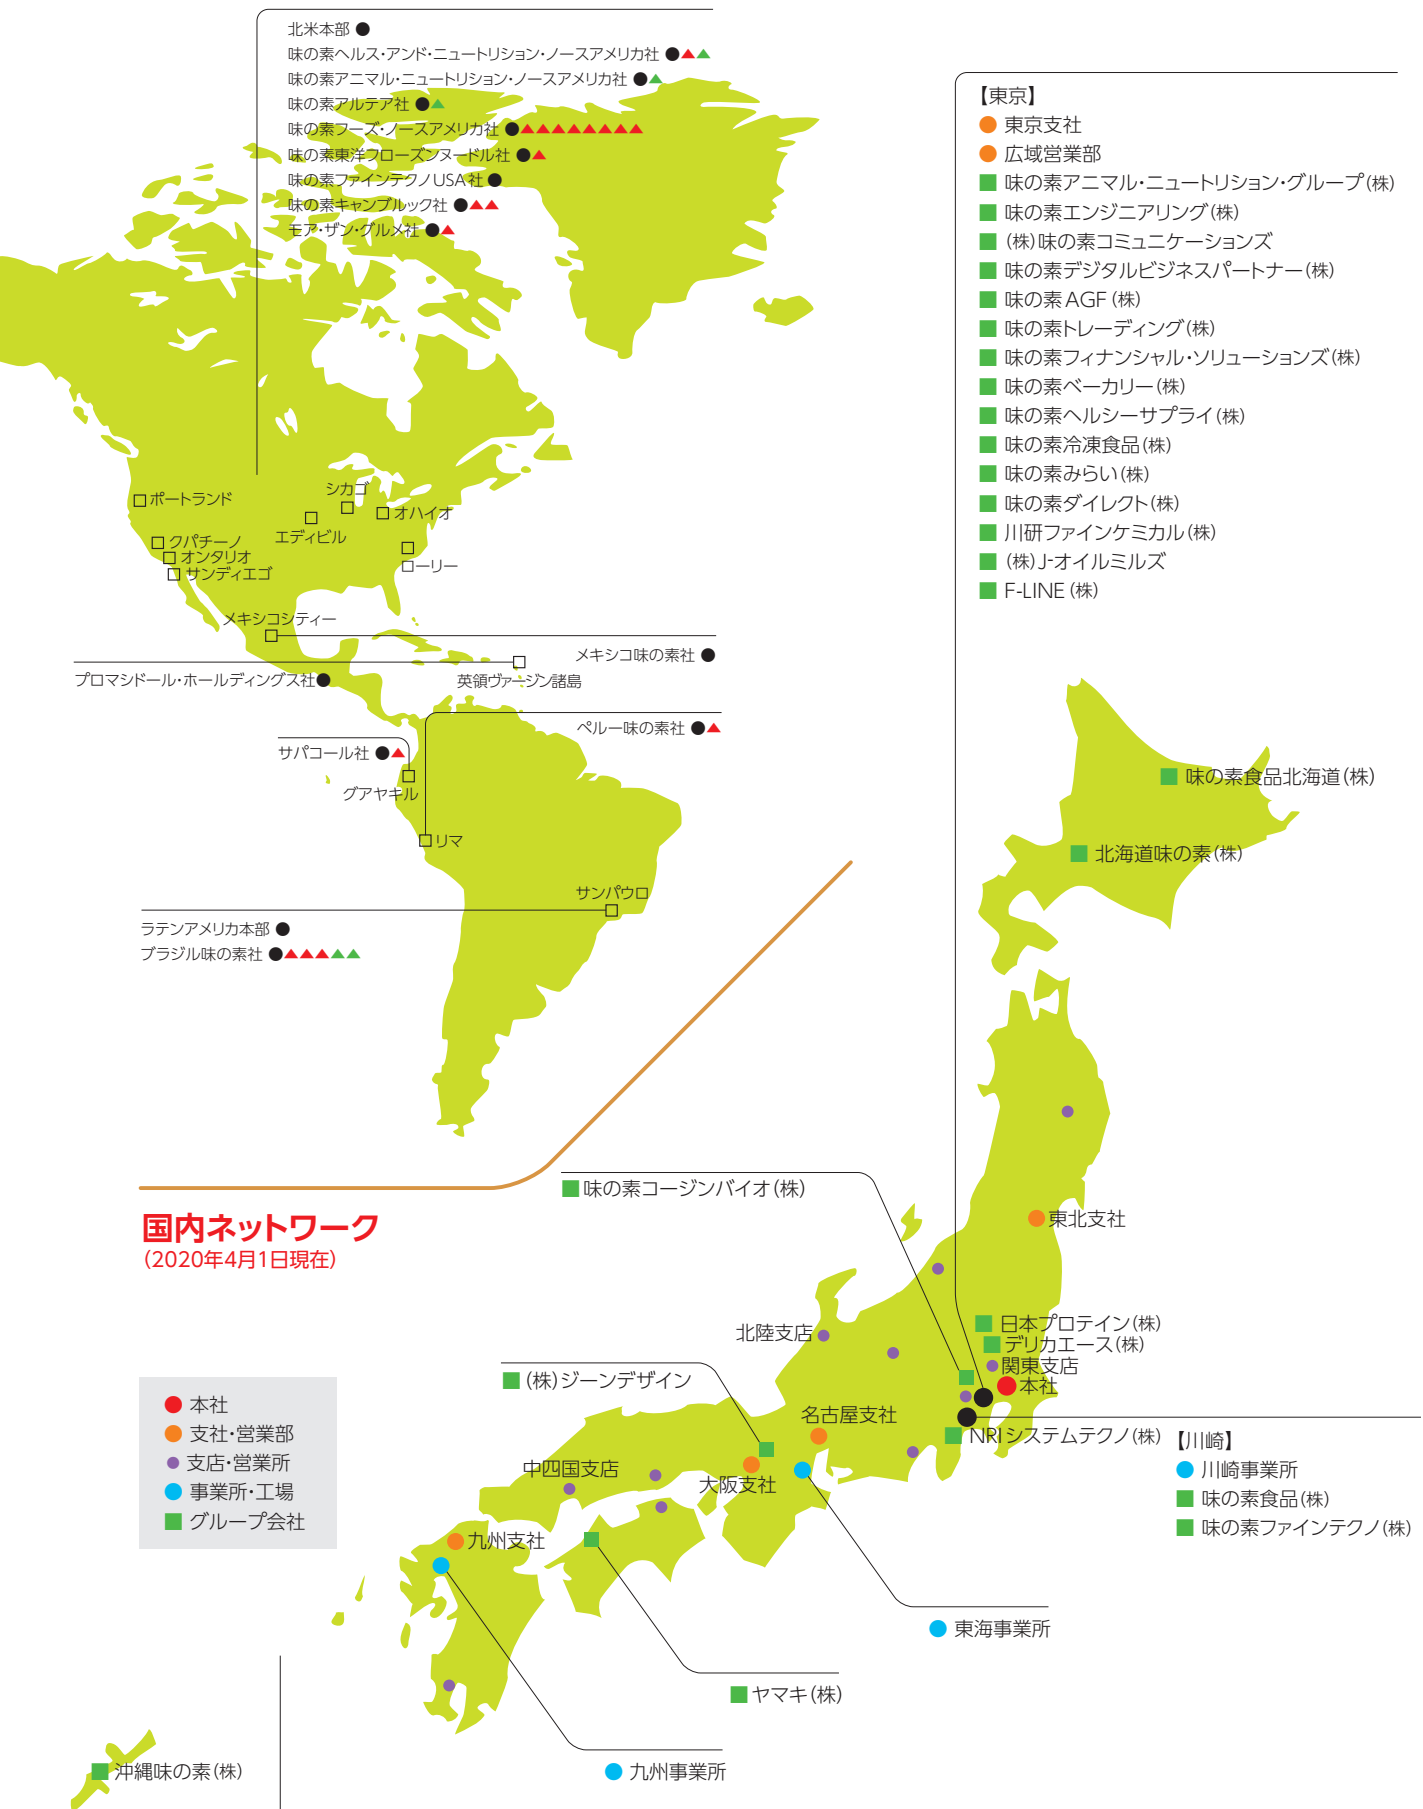 北米本部
味の素ヘルス・アンド・ニュートリション・ノースアメリカ社
味の素アニマル・ニュートリション・ノースアメリカ社
味の素アルテア社
味の素フーズ・ノースアメリカ社
味の素東洋フローズンヌードル社
味の素ファインテクノUSA社
味の素キャンブルック社
モア・ザン・グルメ社
ポートランド
シカゴ
オハイオ
エディビル
クパチーノ
オンタリオ
サンディエゴ
ローリー
メキシコシティー
メキシコ味の素社
プロマシドール・ホールディングス社
英領ヴァージン諸島
ペルー味の素社
サパコール社
グアヤキル
リマ
サンパウロ
ラテンアメリカ本部
ブラジル味の素社
【東京】
東京支社
広域営業部
味の素アニマル・ニュートリション・グループ(株)
味の素エンジニアリング(株)
(株)味の素コミュニケーションズ
味の素デジタルビジネスパートナー(株)
味の素AGF(株)
味の素トレーディング(株)
味の素フィナンシャル・ソリューションズ(株)
味の素ベーカリー(株)
味の素ヘルシーサプライ(株)
味の素冷凍食品(株)
味の素みらい(株)
味の素ダイレクト(株)
川研ファインケミカル(株)
(株)J-オイルミルズ
F-LINE(株)
味の素食品北海道(株)
北海道味の素(株)
国内ネットワーク
(2020年4月1日現在)
味の素コージンバイオ(株)
東北支社
北陸支店
日本プロテイン(株)
デリカエース(株)
関東支店
本社
(株)ジーンデザイン
名古屋支社
NRIシステムテクノ(株)
【川崎】
川崎事業所
味の素食品(株)
味の素ファインテクノ(株)
本社
支社・営業部
支店・営業所
事業所・工場
グループ会社
中四国支店
大阪支社
九州支社
東海事業所
ヤマキ(株)
九州事業所
沖縄味の素(株)